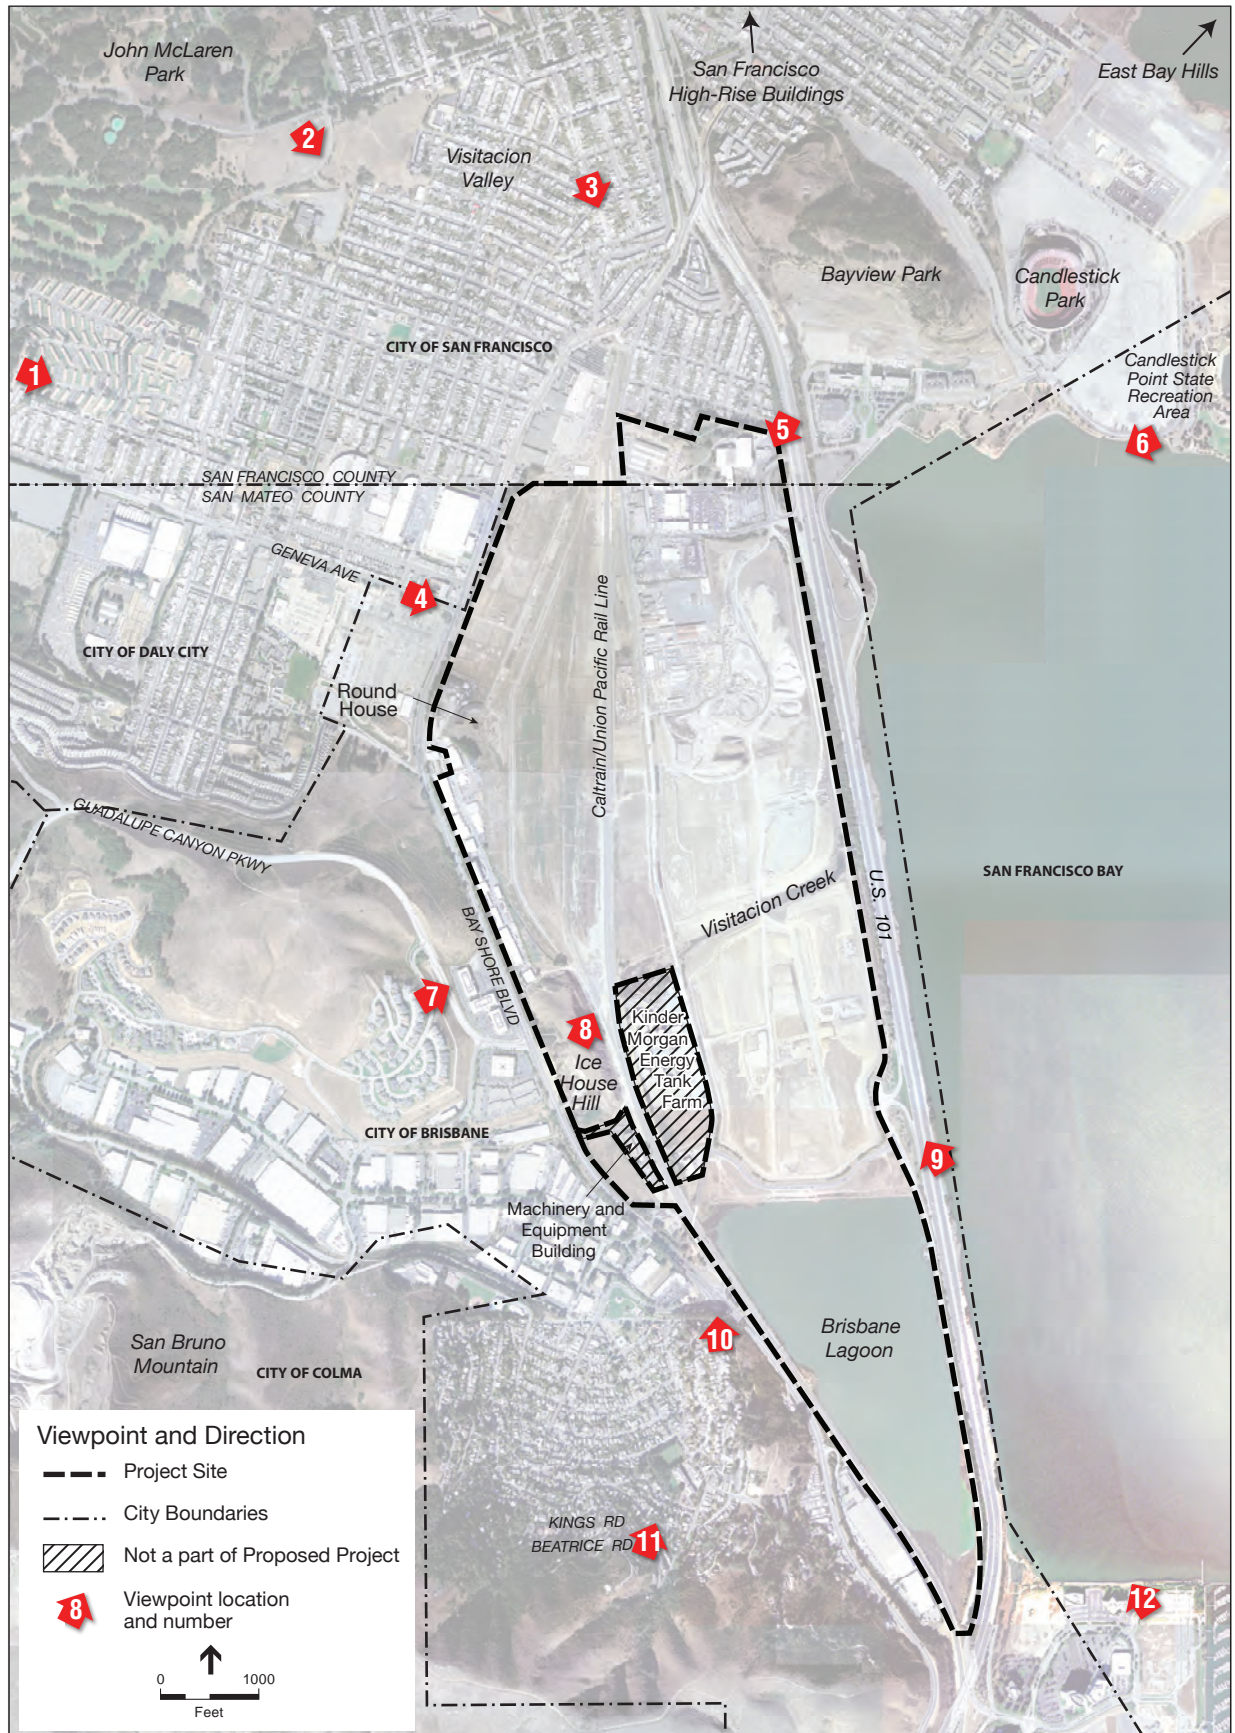 John McLaren
Park
San Francisco
High-Rise Buildings
East Bay Hills
2
Visitacion
Valley
3
Bayview Park
Candlestick
Park
CITY OF SAN FRANCISCO
1
Candlestick
Point State
Recreation
Area
5
6
SAN FRANCISCO COUNTY
SAN MATEO COUNTY
GENEVA AVE
4
Caltrain/Union Pacific Rail Line
CITY OF DALY CITY
Round
House
GUADALUPE CANYON PKWY
SAN FRANCISCO BAY
U.S. 101
Visitacion Creek
BAY SHORE BLVD
7
8
Kinder
Morgan
Energy
Tank
Farm
Ice
House
Hill
CITY OF BRISBANE
9
Machinery and
Equipment
Building
10
Brisbane
Lagoon
San Bruno
Mountain
CITY OF COLMA
KINGS RD
BEATRICE RD
11
12
Viewpoint and Direction
Project Site
City Boundaries
Not a part of Proposed Project
8
Viewpoint location
and number
0
1000
Feet